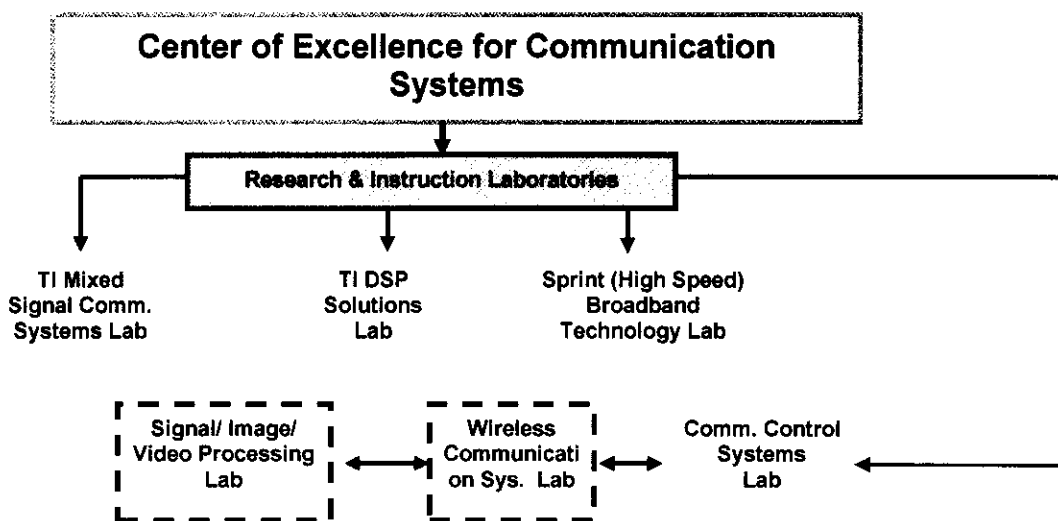 Center of Excellence for Communication
Systems
Research & Instruction Laboratories
TI Mixed
Signal Comm.
Systems Lab
TI DSP
Solutions
Lab
Sprint (High Speed)
Broadband
Technology Lab
Signal/ Image/
Video Processing
Lab
Wireless
Communicati
on Sys. Lab
Comm. Control
Systems
Lab